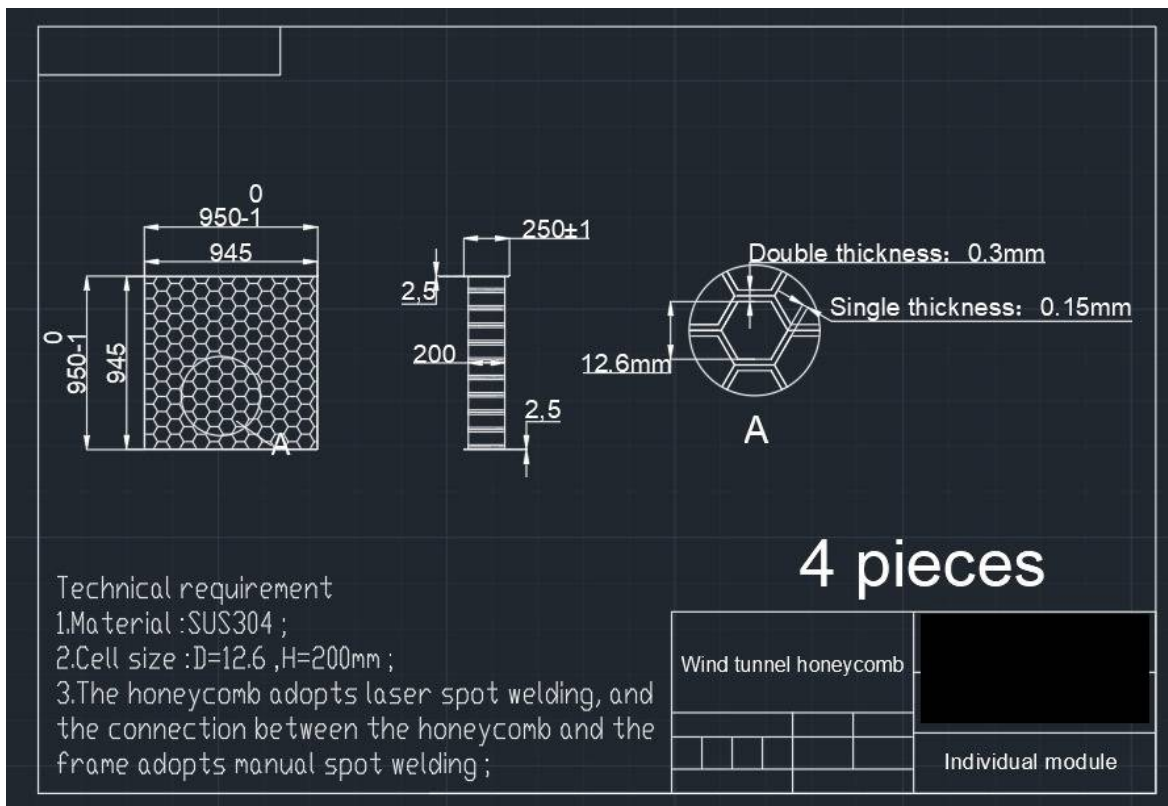 0
950-1
945
0
950-1
945
A
250±1
2,5
200
2,5
Double thickness: 0.3mm
Single thickness: 0.15mm
12.6mm
A
4 pieces
Technical requirement
1.Material :SUS304 ;
2.Cell size :D=12.6 ,H=200mm ;
3.The honeycomb adopts laser spot welding, and
the connection between the honeycomb and the
frame adopts manual spot welding ;
Wind tunnel honeycomb
Individual module